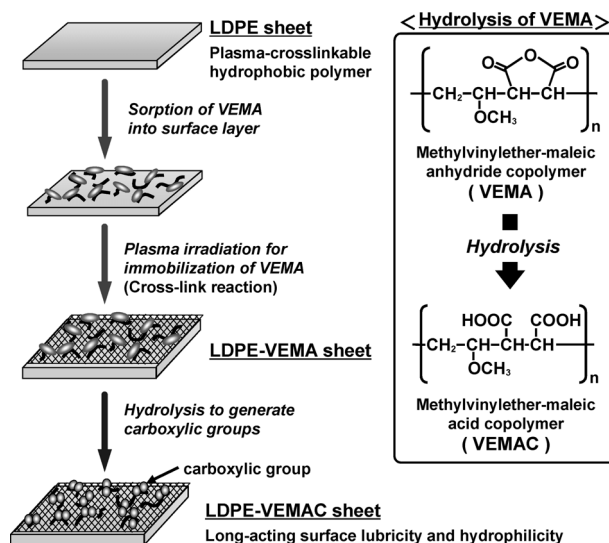 LDPE sheet
Plasma-crosslinkable
hydrophobic polymer
Sorption of VEMA
into surface layer
Plasma irradiation for
immobilization of VEMA
(Cross-link reaction)
LDPE-VEMA sheet
Hydrolysis to generate
carboxylic groups
carboxylic group
LDPE-VEMAC sheet
Long-acting surface lubricity and hydrophilicity
<Hydrolysis of VEMA>
O
O O
CH₂-CH-CH-CH
OCH₃ n
Methylvinylether-maleic
anhydride copolymer
(VEMA)
Hydrolysis
HOOC COOH
CH₂-CH-CH-CH
OCH₃ n
Methylvinylether-maleic
acid copolymer
(VEMAC)